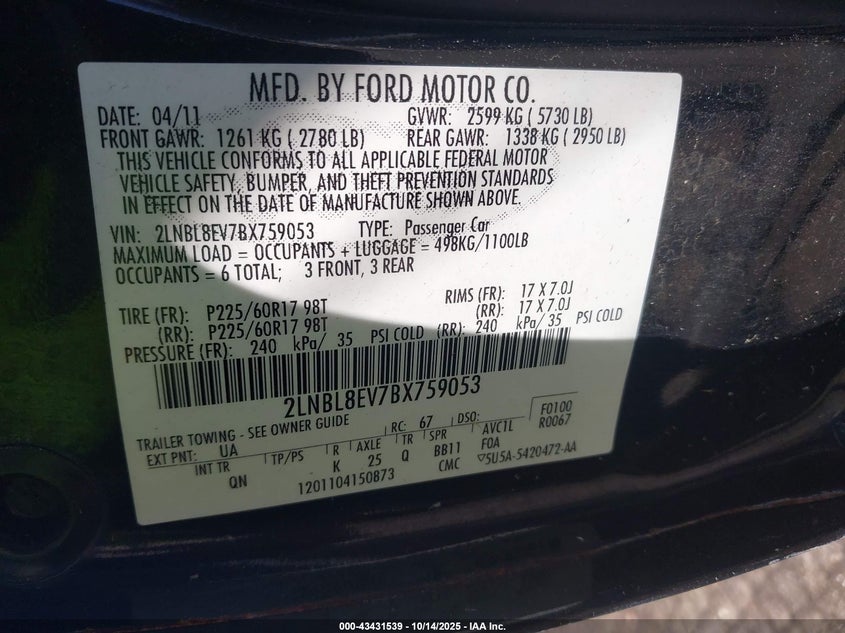 MFD. BY FORD MOTOR CO.
DATE: 04/11 GVWR: 2599 KG ( 5730 LB)
FRONT GAWR: 1261 KG ( 2780 LB) REAR GAWR: 1338 KG ( 2950 LB)
THIS VEHICLE CONFORMS TO ALL APPLICABLE FEDERAL MOTOR
VEHICLE SAFETY, BUMPER, AND THEFT PREVENTION STANDARDS
IN EFFECT ON THE DATE OF MANUFACTURE SHOWN ABOVE.
VIN: 2LNBL8EV7BX759053 TYPE: Passenger Car
MAXIMUM LOAD = OCCUPANTS + LUGGAGE = 498KG/1100LB
OCCUPANTS = 6 TOTAL; 3 FRONT, 3 REAR
TIRE (FR): P225/60R17 98T RIMS (FR): 17 X 7.0J
(RR): P225/60R17 98T (RR): 17 X 7.0J
PRESSURE (FR): 240 kPa/ 35 PSI COLD (RR): 240 kPa/ 35 PSI COLD
2LNBL8EV7BX759053
TRAILER TOWING - SEE OWNER GUIDE RC: 67 DSO: F0100
EXT PNT: UA R0067
INT TR TP/PS R AXLE TR SPR AVC1L
QN K 25 Q BB11 FOA
CMC
1201104150873 5U5A-5420472-AA
000-43431539 - 10/14/2025 - IAA Inc.